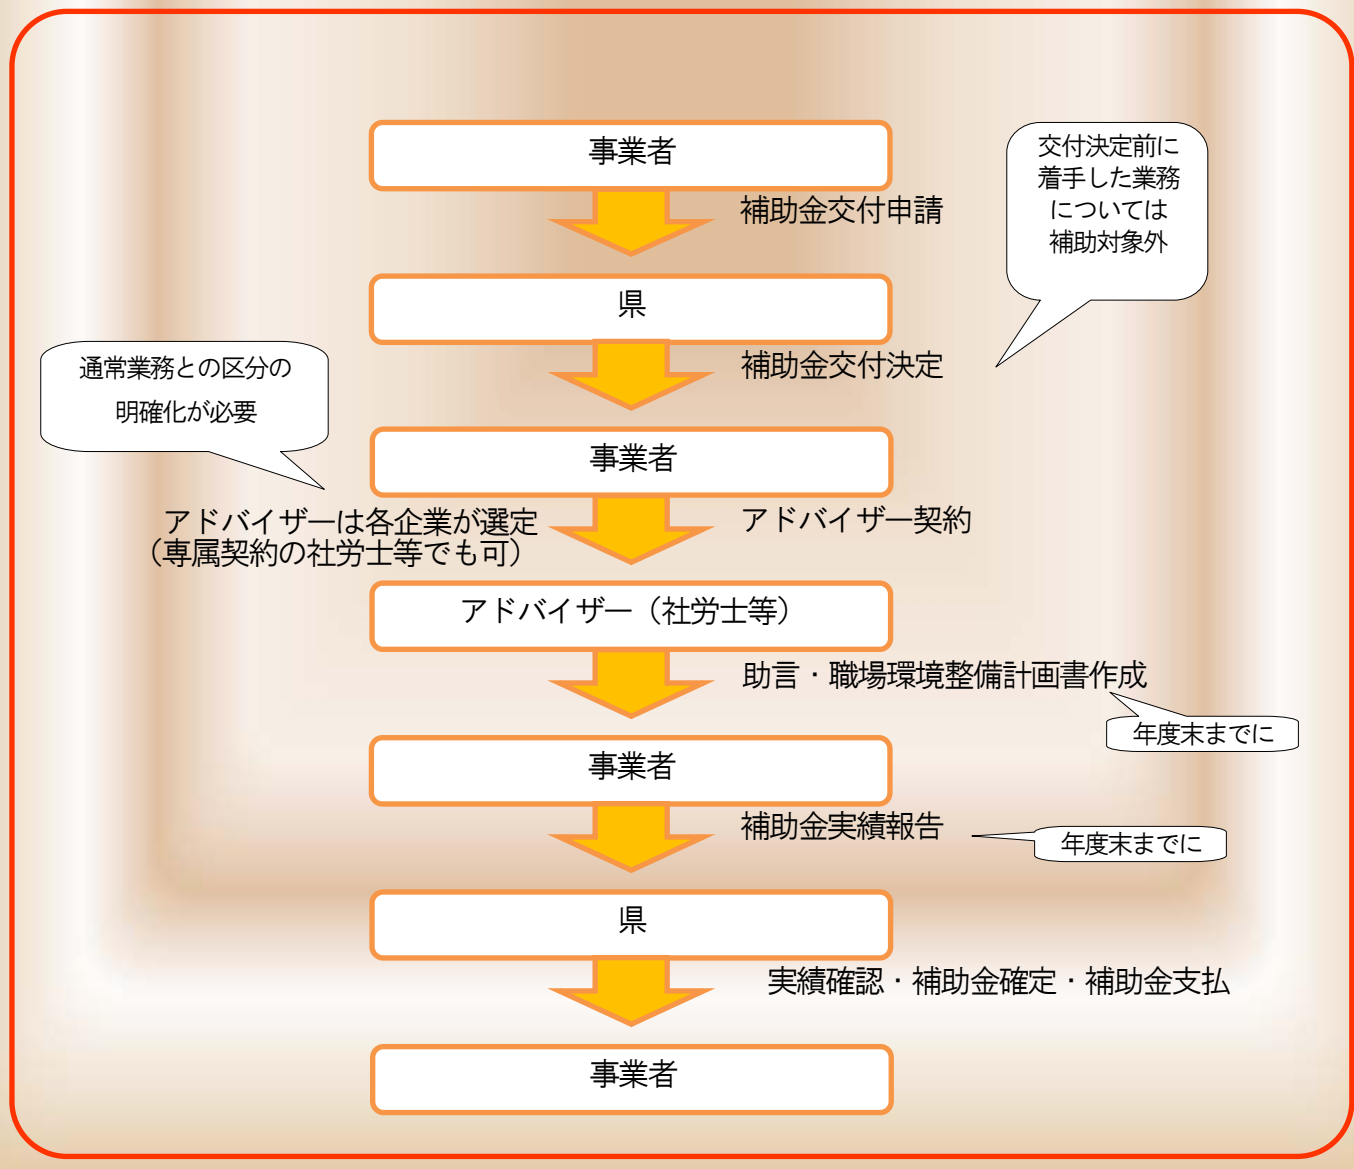 事業者
交付決定前に
着手した業務
については
補助対象外
補助金交付申請
県
補助金交付決定
通常業務との区分の
明確化が必要
事業者
アドバイザーは各企業が選定
（専属契約の社労士等でも可）
アドバイザー契約
アドバイザー（社労士等）
助言・職場環境整備計画書作成
年度末までに
事業者
補助金実績報告
年度末までに
県
実績確認・補助金確定・補助金支払
事業者